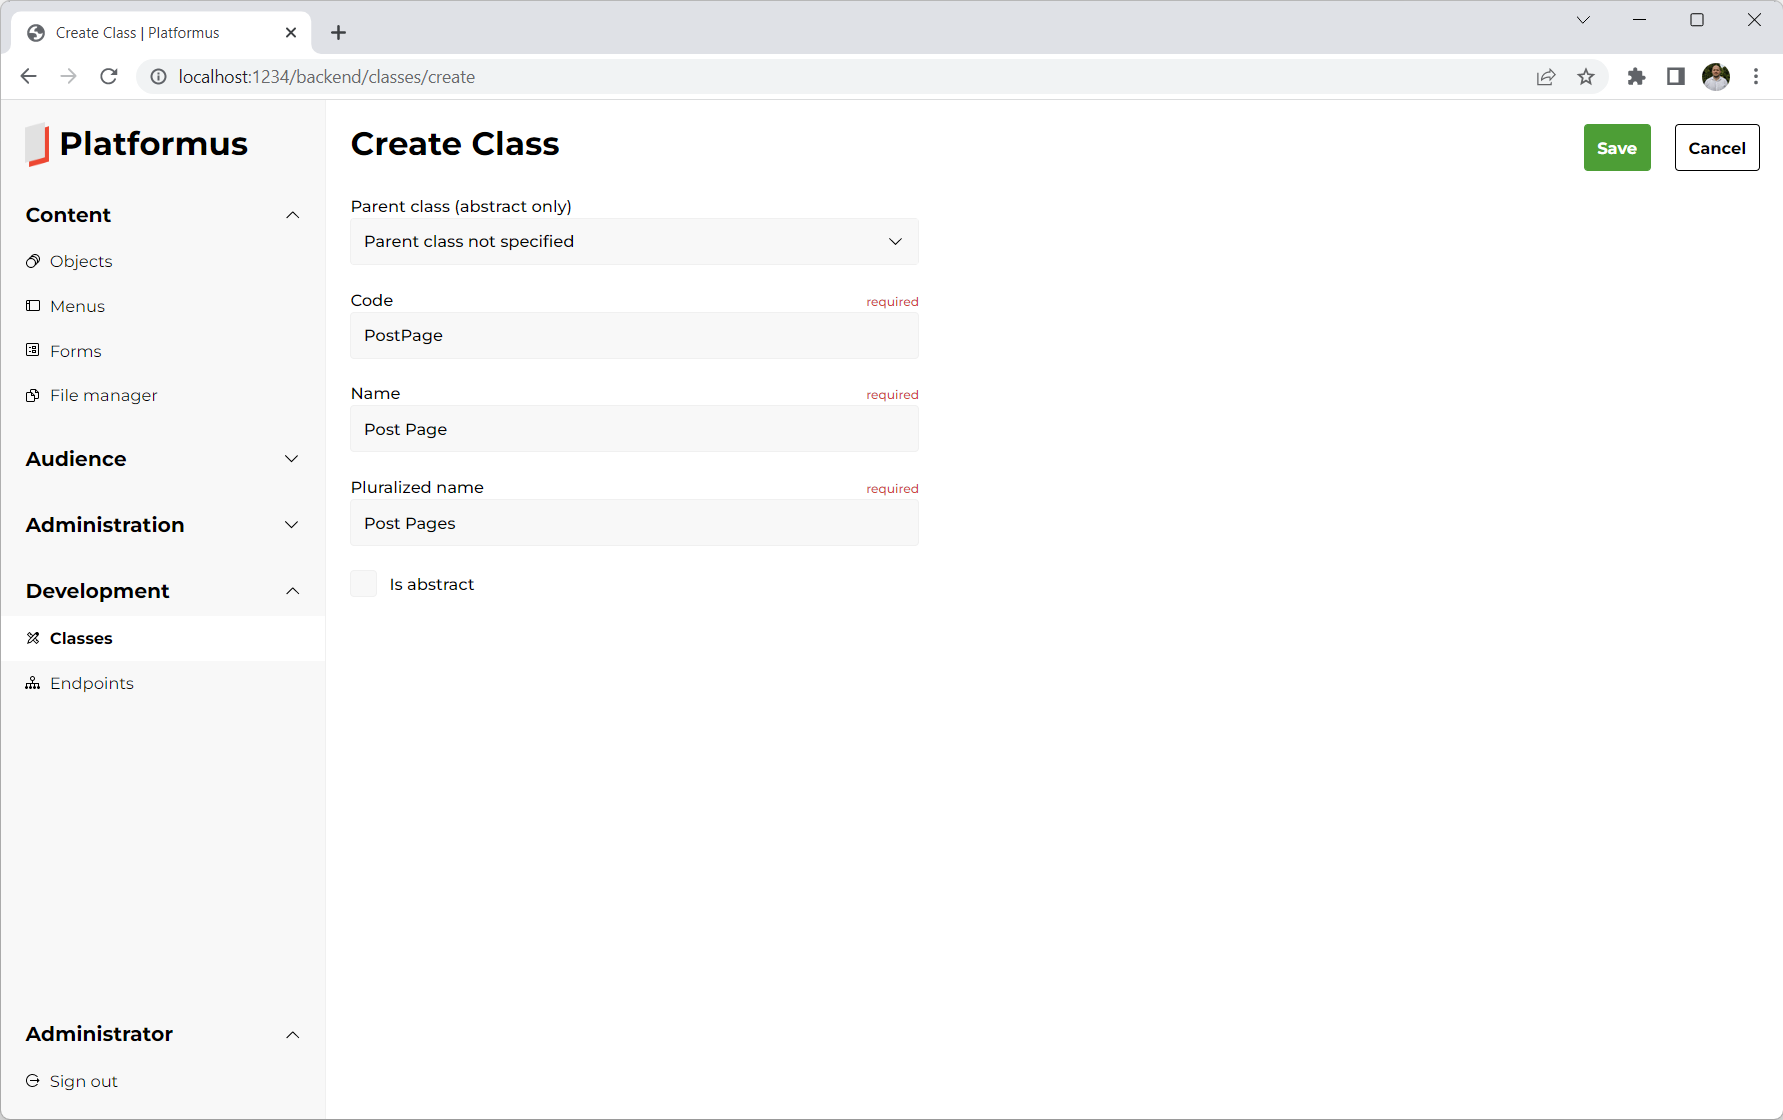 Create Class | Platformus
localhost:1234/backend/classes/create
Platformus
Content
Objects
Menus
Forms
File manager
Audience
Administration
Development
Classes
Endpoints
Administrator
Sign out
Create Class
Save
Cancel
Parent class (abstract only)
Parent class not specified
Code required
PostPage
Name required
Post Page
Pluralized name required
Post Pages
Is abstract